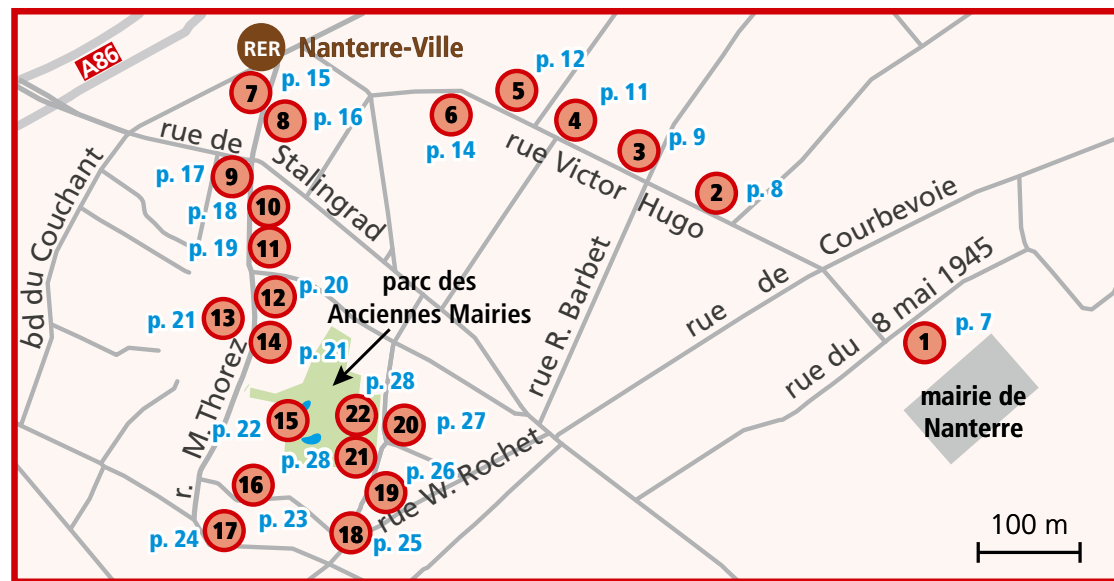 A86
RER Nanterre-Ville
7 p. 15
8 p. 16
5 p. 12
6 p. 14
4 p. 11
3 p. 9
2 p. 8
rue de Stalingrad
rue Victor Hugo
9 p. 17
10 p. 18
11 p. 19
bd du Couchant
rue R. Barbet
rue de Courbevoie
rue du 8 mai 1945
1 p. 7
mairie de
Nanterre
12 p. 20
13 p. 21
14 p. 21
parc des
Anciennes Mairies
r. M. Thorez
15 p. 22
22 p. 28
20 p. 27
21 p. 28
19 p. 26
rue W. Rochet
16 p. 23
17 p. 24
18 p. 25
100 m